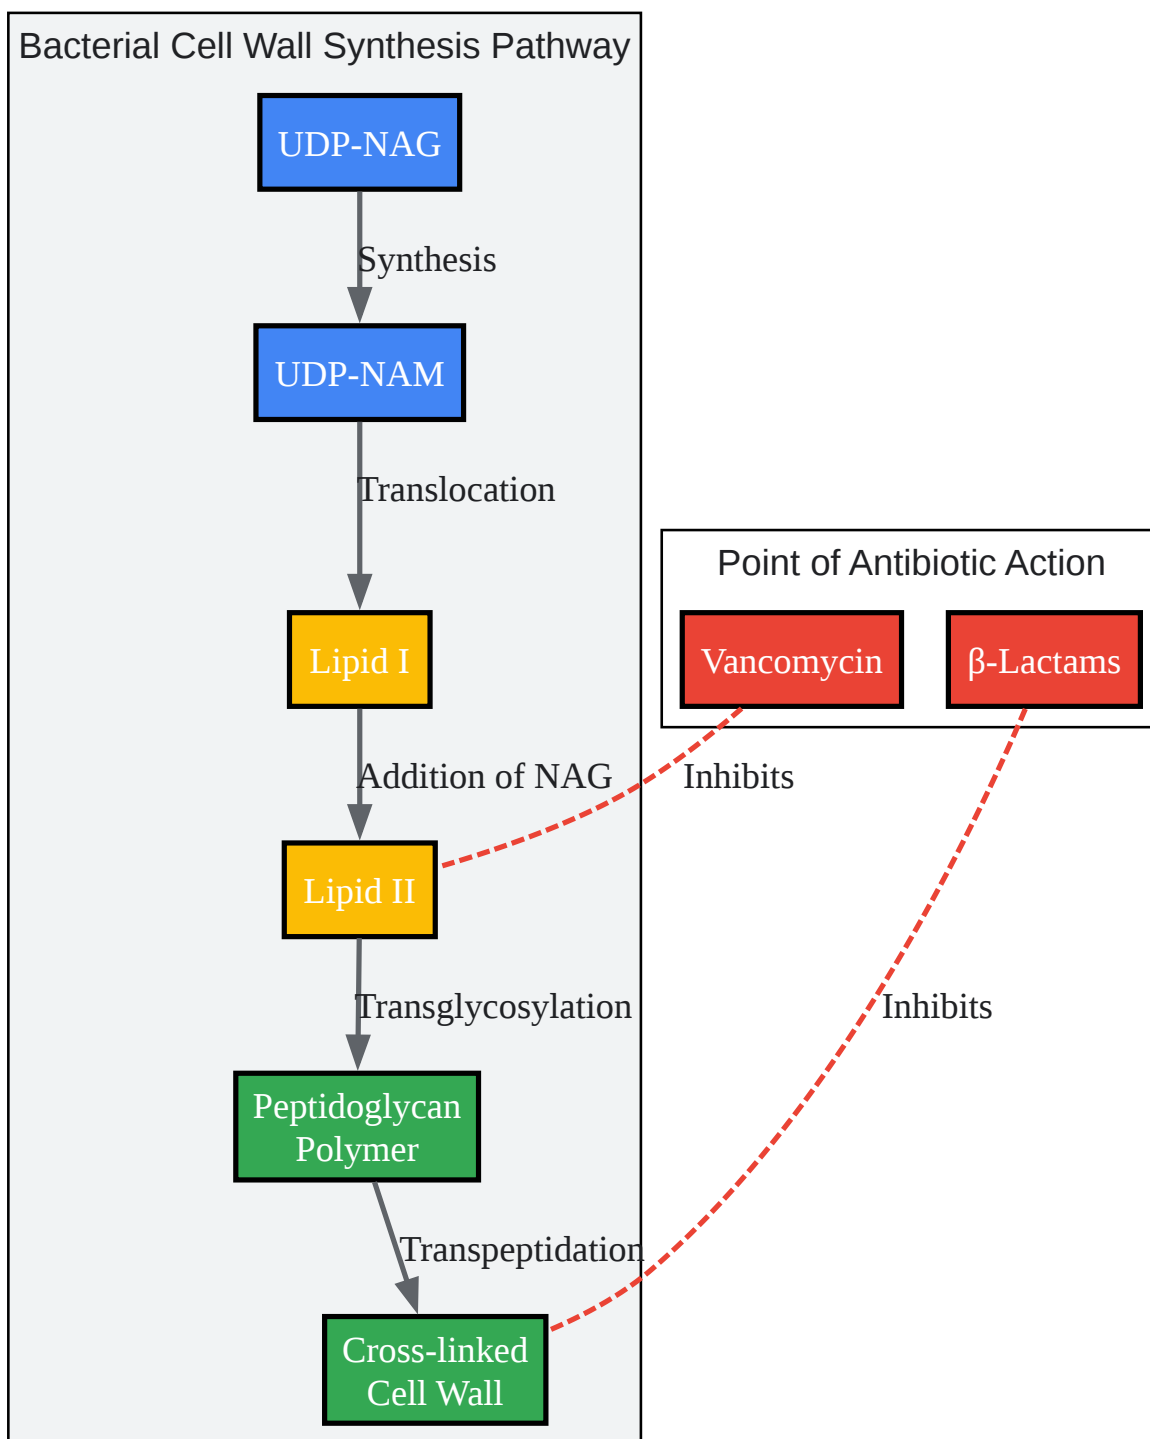 Bacterial Cell Wall Synthesis Pathway
UDP-NAG
Synthesis
UDP-NAM
Translocation
Lipid I
Addition of NAG
Lipid II
Transglycosylation
Peptidoglycan
Polymer
Transpeptidation
Cross-linked
Cell Wall
Point of Antibiotic Action
Vancomycin
β-Lactams
Inhibits
Inhibits